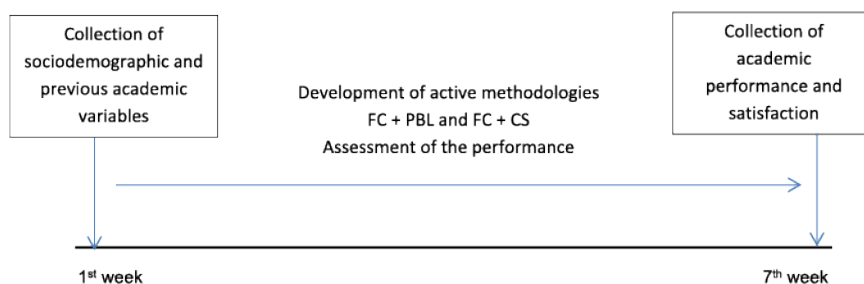 Collection of
sociodemographic and
previous academic
variables
Development of active methodologies
FC + PBL and FC + CS
Assessment of the performance
Collection of
academic
performance and
satisfaction
1st week
7th week